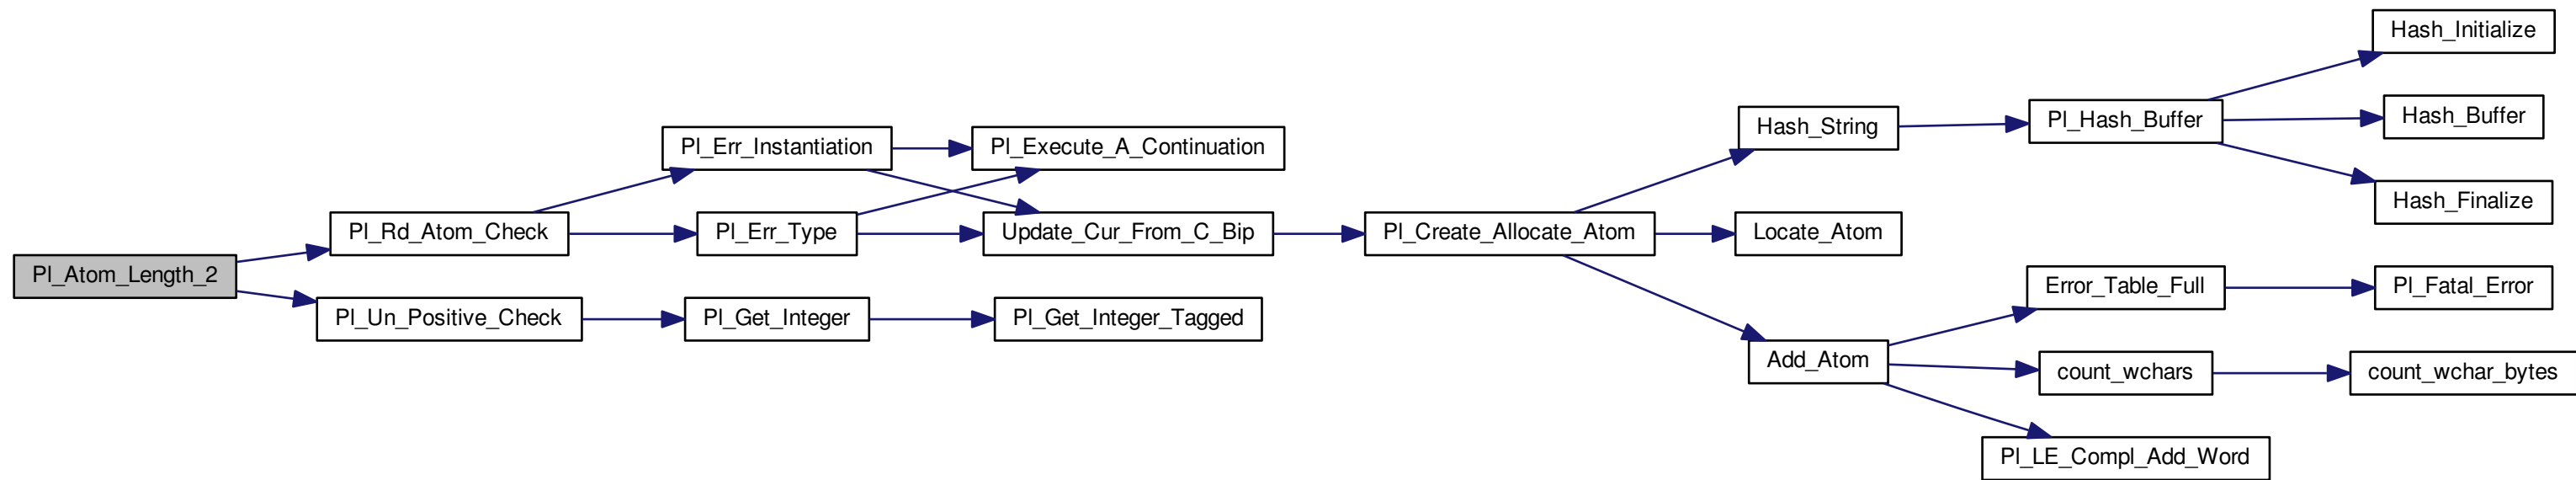 Pl_Atom_Length_2
Pl_Rd_Atom_Check
Pl_Un_Positive_Check
Pl_Err_Instantiation
Pl_Err_Type
Pl_Get_Integer
Pl_Execute_A_Continuation
Update_Cur_From_C_Bip
Pl_Get_Integer_Tagged
Pl_Create_Allocate_Atom
Hash_String
Locate_Atom
Add_Atom
Pl_Hash_Buffer
Error_Table_Full
count_wchars
Pl_LE_Compl_Add_Word
Hash_Initialize
Hash_Buffer
Hash_Finalize
Pl_Fatal_Error
count_wchar_bytes